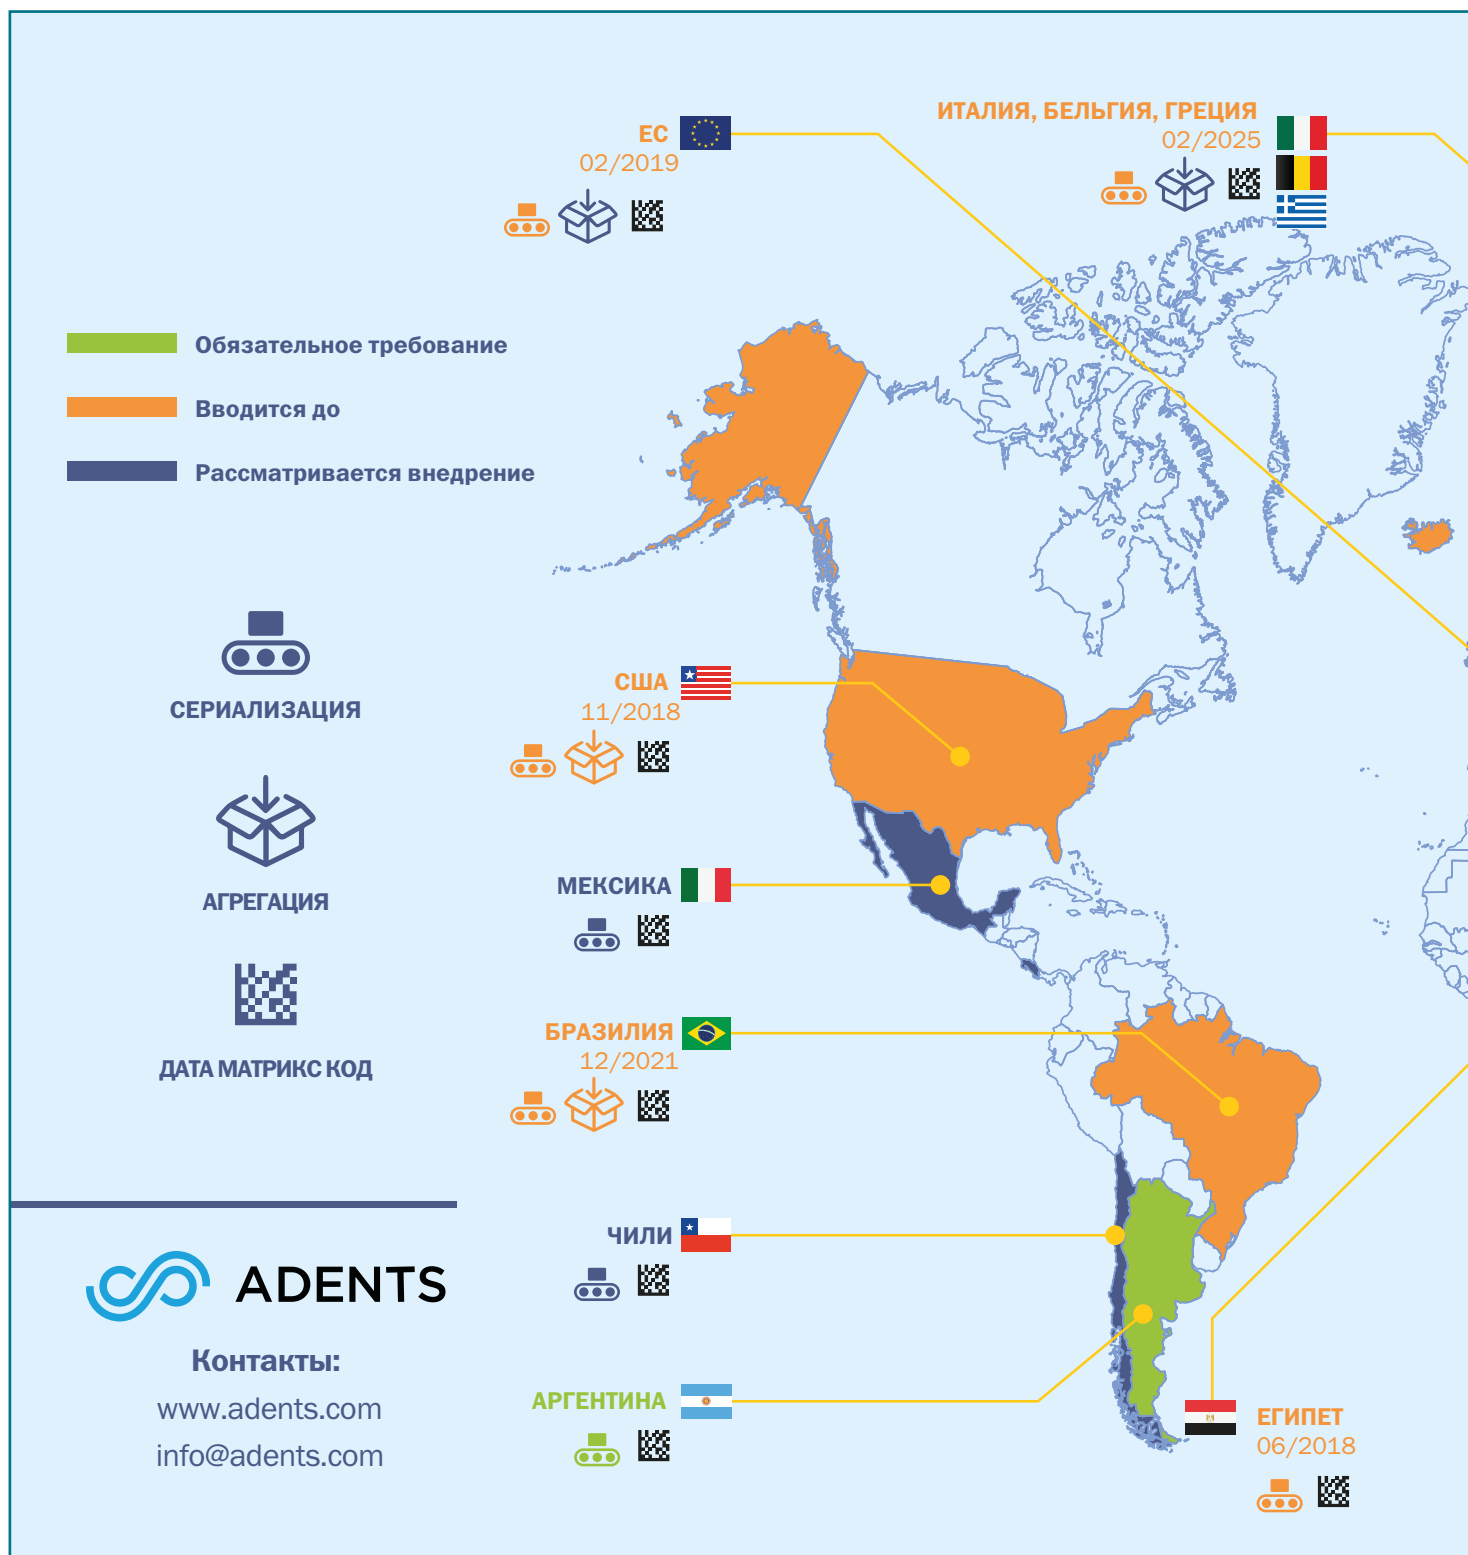 ИТАЛИЯ, БЕЛЬГИЯ, ГРЕЦИЯ
02/2025
ЕС
02/2019
Обязательное требование
Вводится до
Рассматривается внедрение
СЕРИАЛИЗАЦИЯ
АГРЕГАЦИЯ
ДАТА МАТРИКС КОД
США
11/2018
МЕКСИКА
БРАЗИЛИЯ
12/2021
ЧИЛИ
АРГЕНТИНА
ЕГИПЕТ
06/2018
ADENTS
Контакты:
www.adents.com
info@adents.com